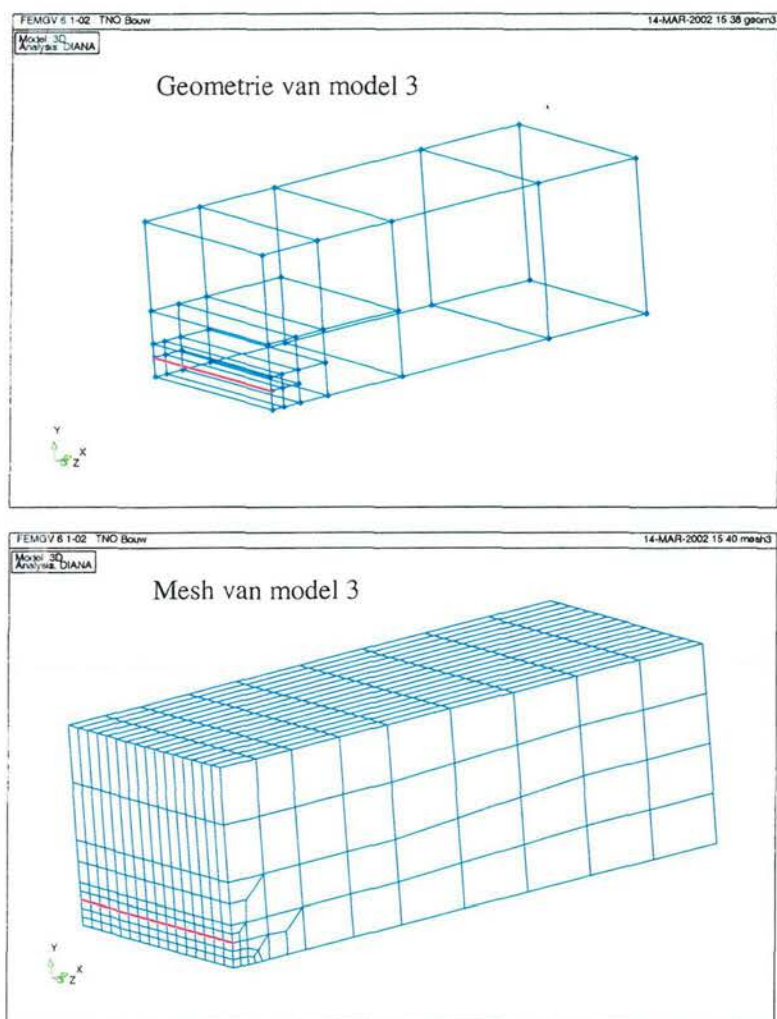 FEMGV 6 1-02 TNO Bouw
14-MAR-2002 15 38 geom3
Model 3D
Analysis DIANA
Geometrie van model 3
Y
X
Z
FEMGV 6 1-02 TNO Bouw
14-MAR-2002 15 40 mesh3
Model 3D
Analysis DIANA
Mesh van model 3
Y
X
Z